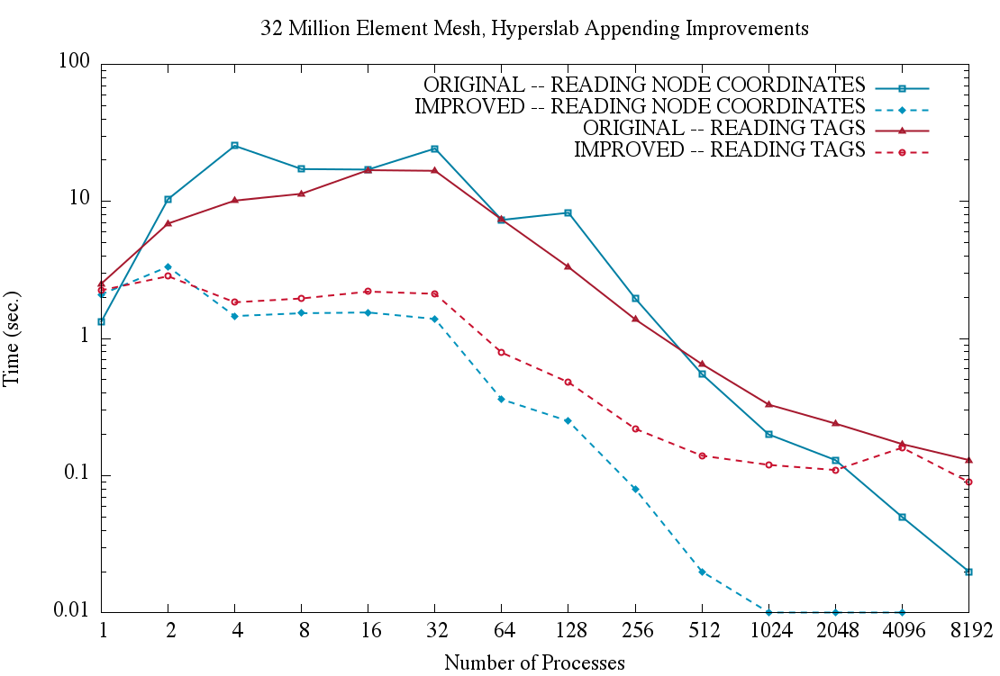 32 Million Element Mesh, Hyperslab Appending Improvements
100
ORIGINAL -- READING NODE COORDINATES
IMPROVED -- READING NODE COORDINATES
ORIGINAL -- READING TAGS
IMPROVED -- READING TAGS
10
1
0.1
0.01
Time (sec.)
1 2 4 8 16 32 64 128 256 512 1024 2048 4096 8192
Number of Processes